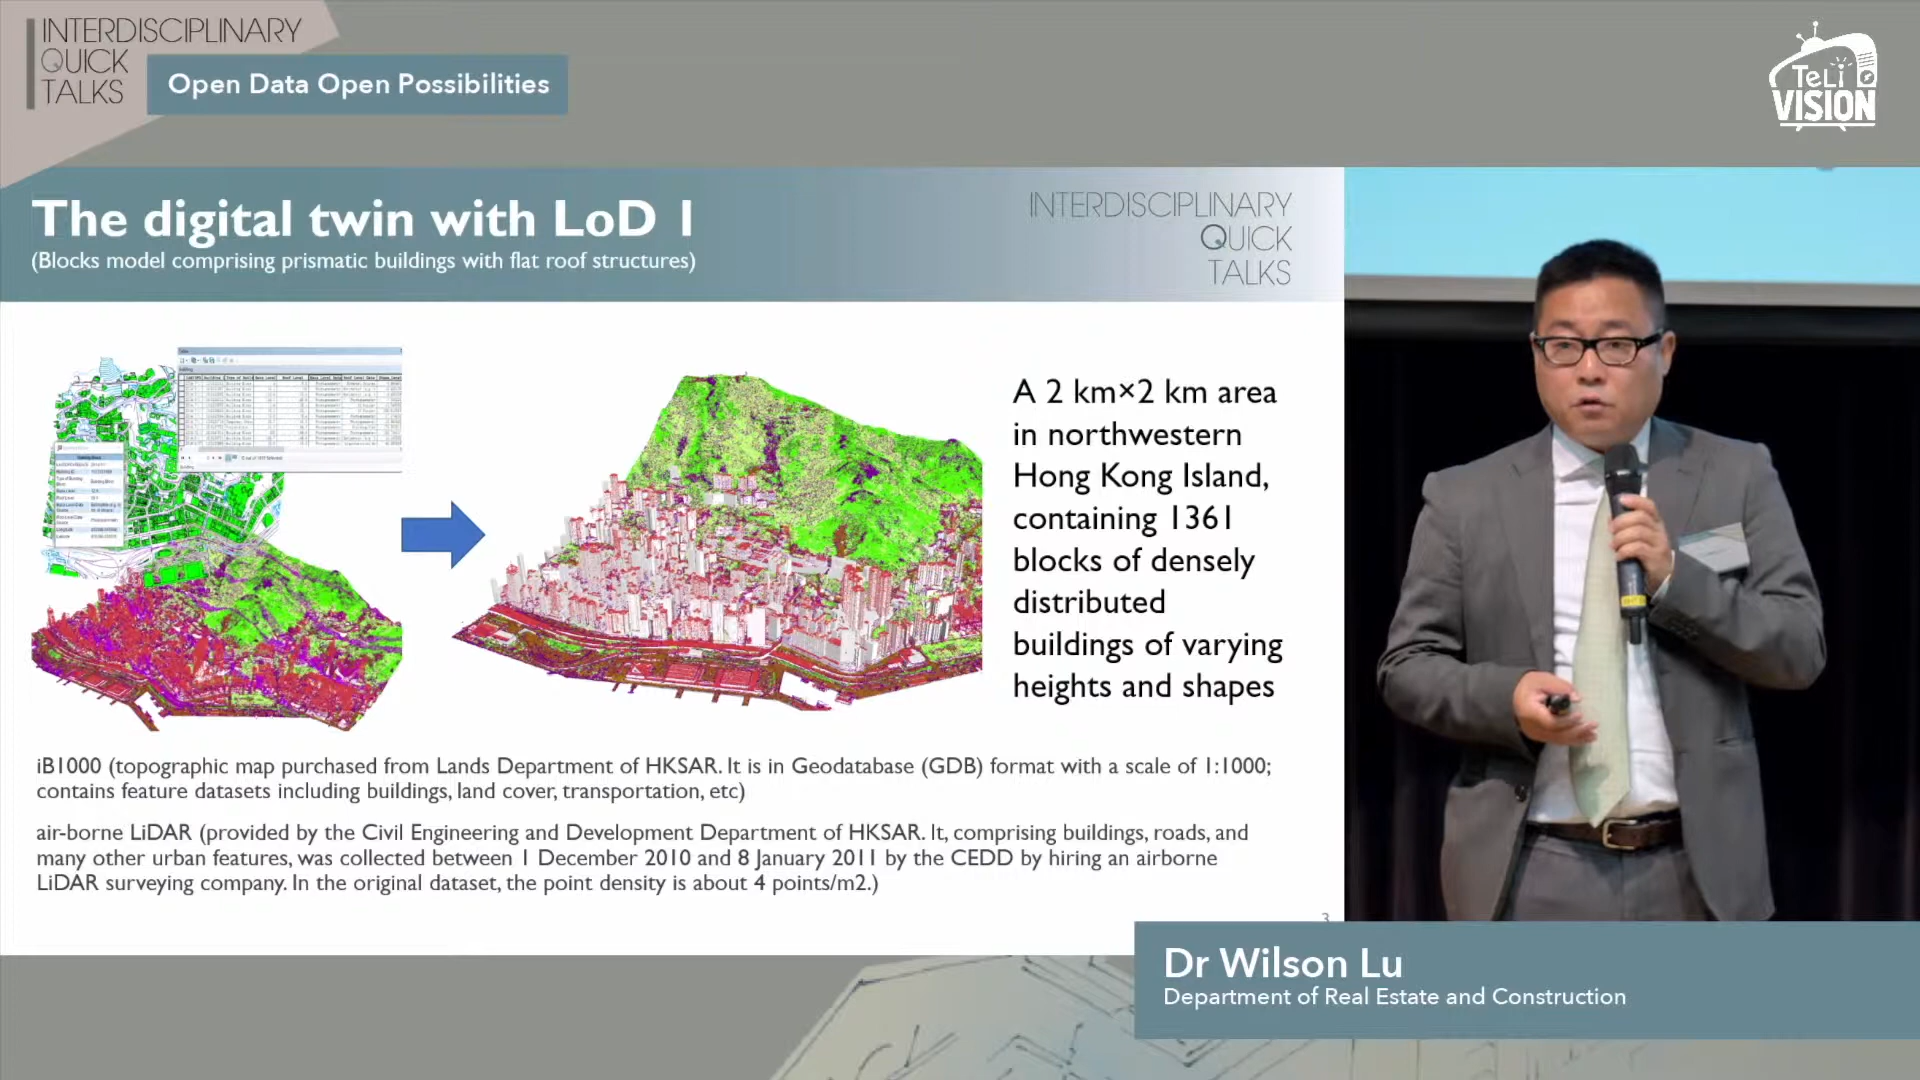 INTERDISCIPLINARY
QUICK
TALKS
Open Data Open Possibilities
TeLi
VISION
The digital twin with LoD 1
(Blocks model comprising prismatic buildings with flat roof structures)
INTERDISCIPLINARY
QUICK
TALKS
A 2 km×2 km area
in northwestern
Hong Kong Island,
containing 1361
blocks of densely
distributed
buildings of varying
heights and shapes
iB1000 (topographic map purchased from Lands Department of HKSAR. It is in Geodatabase (GDB) format with a scale of 1:1000;
contains feature datasets including buildings, land cover, transportation, etc)
air-borne LiDAR (provided by the Civil Engineering and Development Department of HKSAR. It, comprising buildings, roads, and
many other urban features, was collected between 1 December 2010 and 8 January 2011 by the CEDD by hiring an airborne
LiDAR surveying company. In the original dataset, the point density is about 4 points/m2.)
3
Dr Wilson Lu
Department of Real Estate and Construction